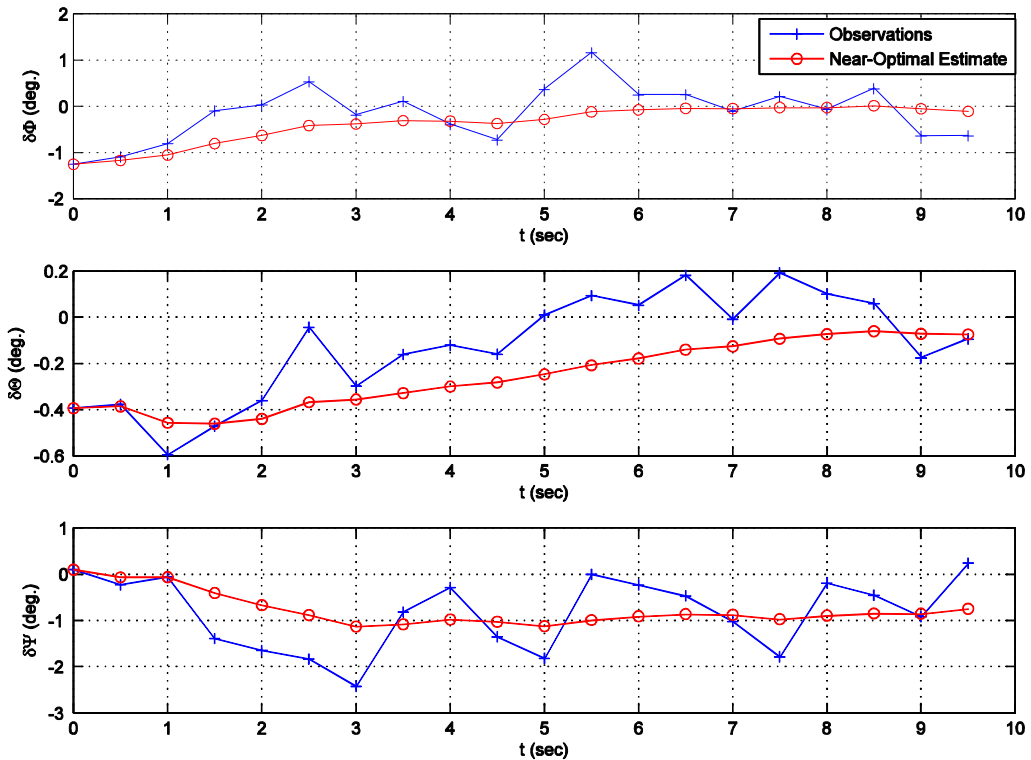 2
1
0
-1
-2
δΦ (deg.)
Observations
Near-Optimal Estimate
0 1 2 3 4 5 6 7 8 9 10
t (sec)
0.2
0
-0.2
-0.4
-0.6
δΘ (deg.)
0 1 2 3 4 5 6 7 8 9 10
t (sec)
1
0
-1
-2
-3
δΨ (deg.)
0 1 2 3 4 5 6 7 8 9 10
t (sec)